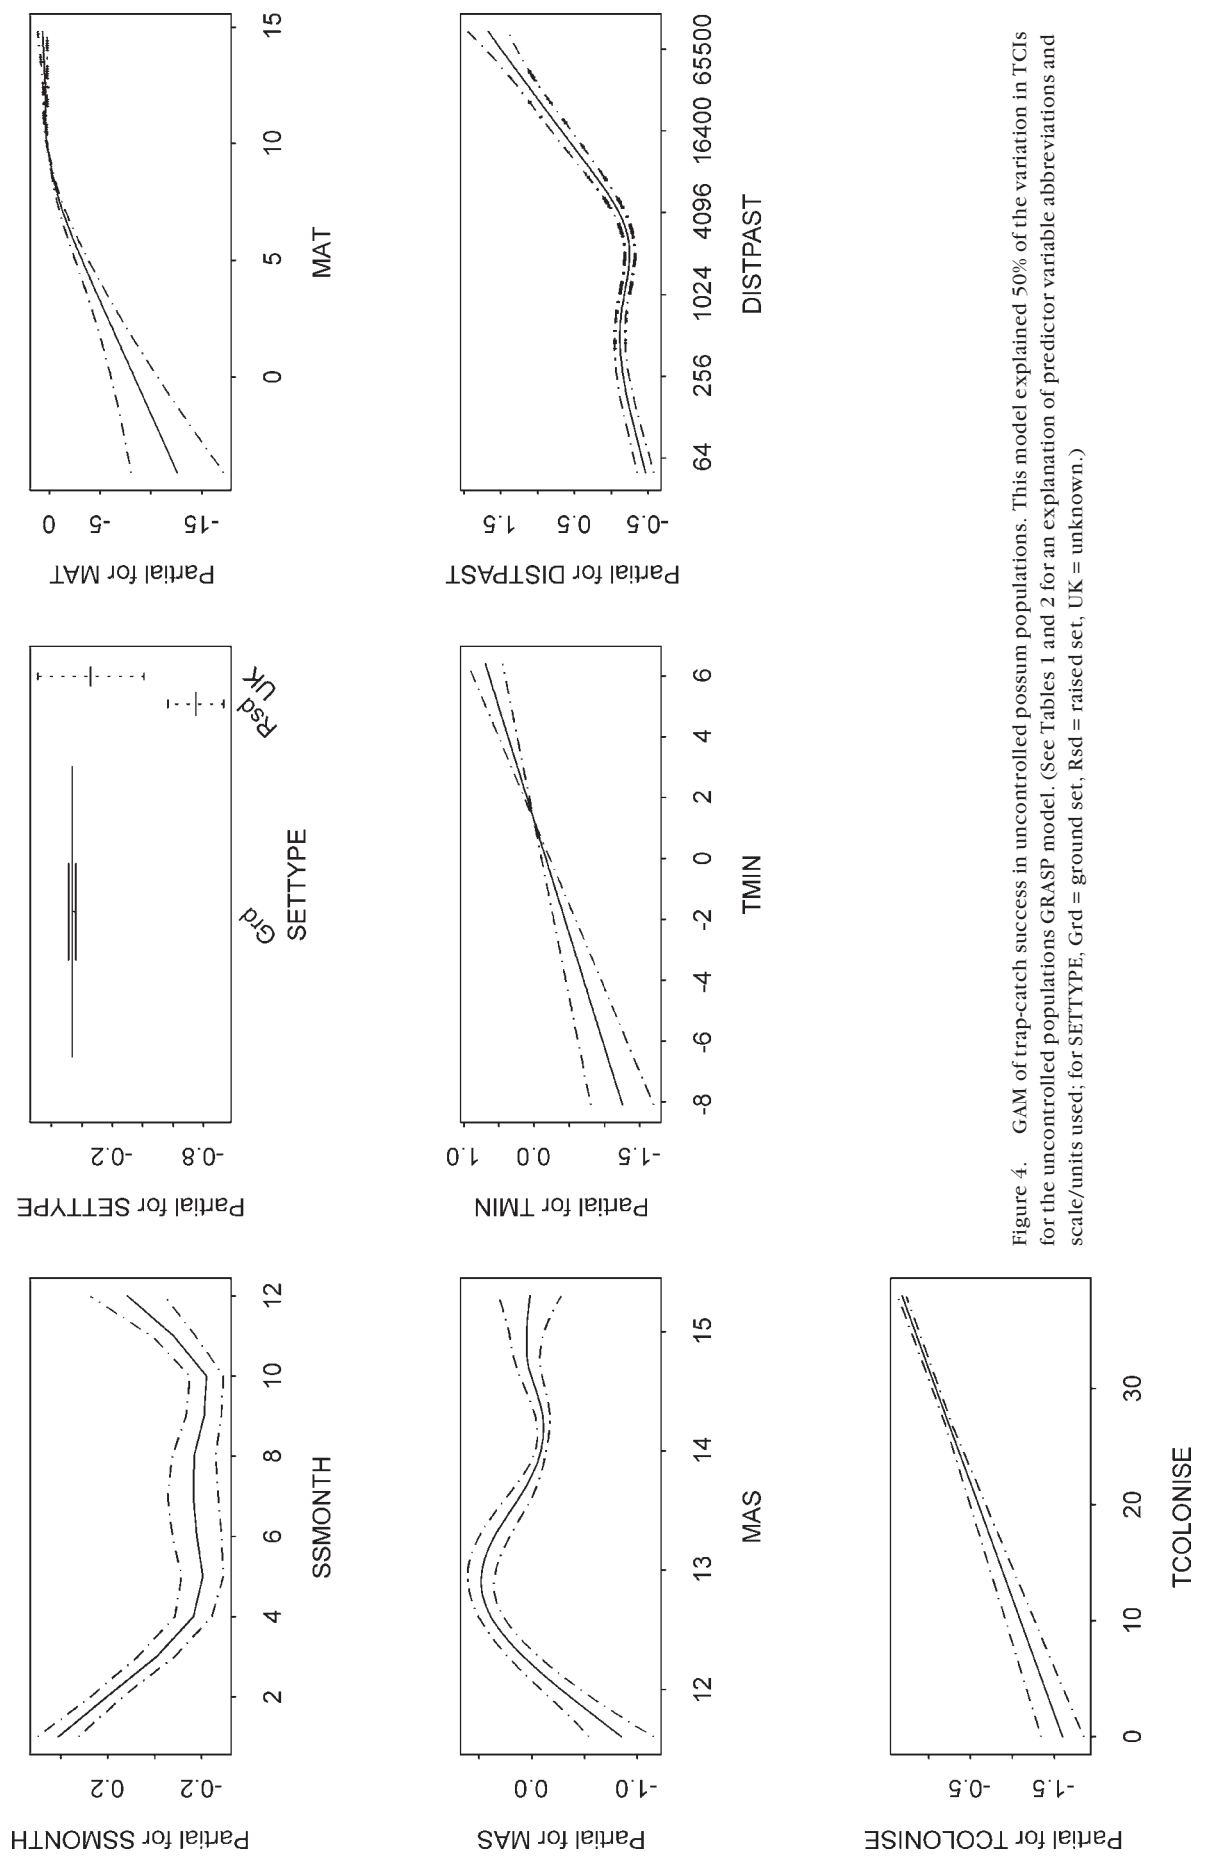 Partial for SSMONTH
-0.2
0.2
2
4
6
8
10
12
SSMONTH
Partial for SETTYPE
-0.8
-0.2
Grd
Rsd
UK
SETTYPE
Partial for MAT
-15
-5
0
0
5
10
15
MAT
Partial for MAS
-1.0
0.0
12
13
14
15
MAS
Partial for TMIN
-1.5
0.0
1.0
-8
-6
-4
-2
0
2
4
6
TMIN
Partial for DISTPAST
-0.5
0.5
1.5
64
256
1024
4096
16400
65500
DISTPAST
Partial for TCOLONISE
-1.5
-0.5
0
10
20
30
TCOLONISE
Figure 4. GAM of trap-catch success in uncontrolled possum populations. This model explained 50% of the variation in TCIs
for the uncontrolled populations GRASP model. (See Tables 1 and 2 for an explanation of predictor variable abbreviations and
scale/units used; for SETTYPE, Grd = ground set, Rsd = raised set, UK = unknown.)